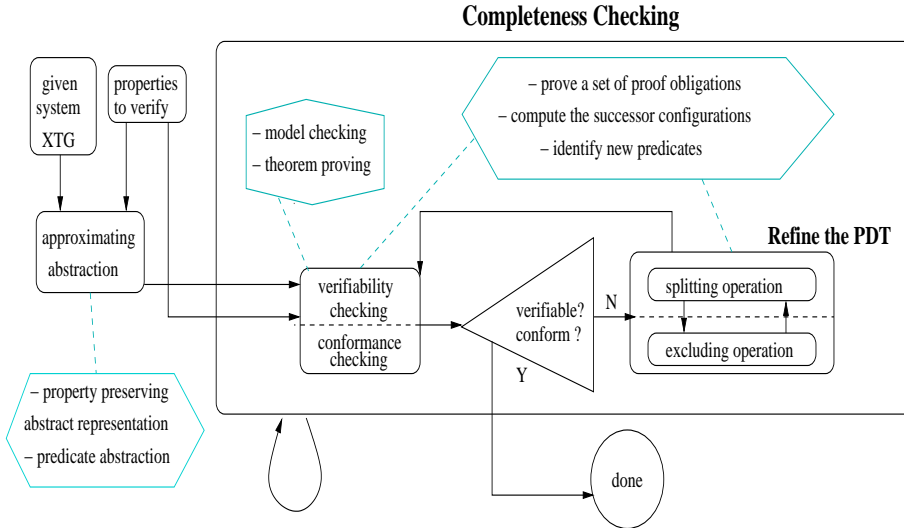 Completeness Checking
given
system
XTG
properties
to verify
– model checking
– theorem proving
– prove a set of proof obligations
– compute the successor configurations
– identify new predicates
approximating
abstraction
Refine the PDT
verifiability
checking
conformance
checking
verifiable?
conform ?
N
Y
splitting operation
excluding operation
– property preserving
abstract representation
– predicate abstraction
done